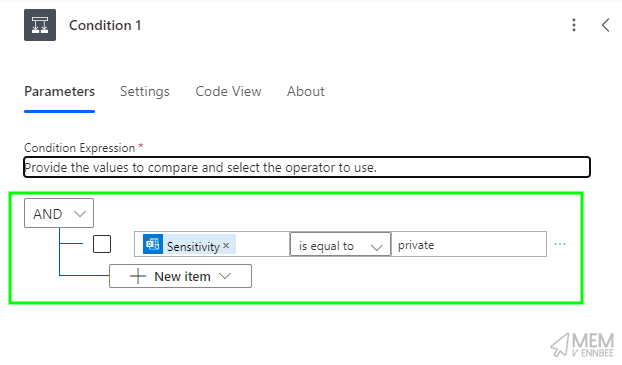 Condition 1
Parameters Settings Code View About
Condition Expression *
Provide the values to compare and select the operator to use.
AND
Sensitivity × is equal to private ...
New item
MEM
V ENNBEE